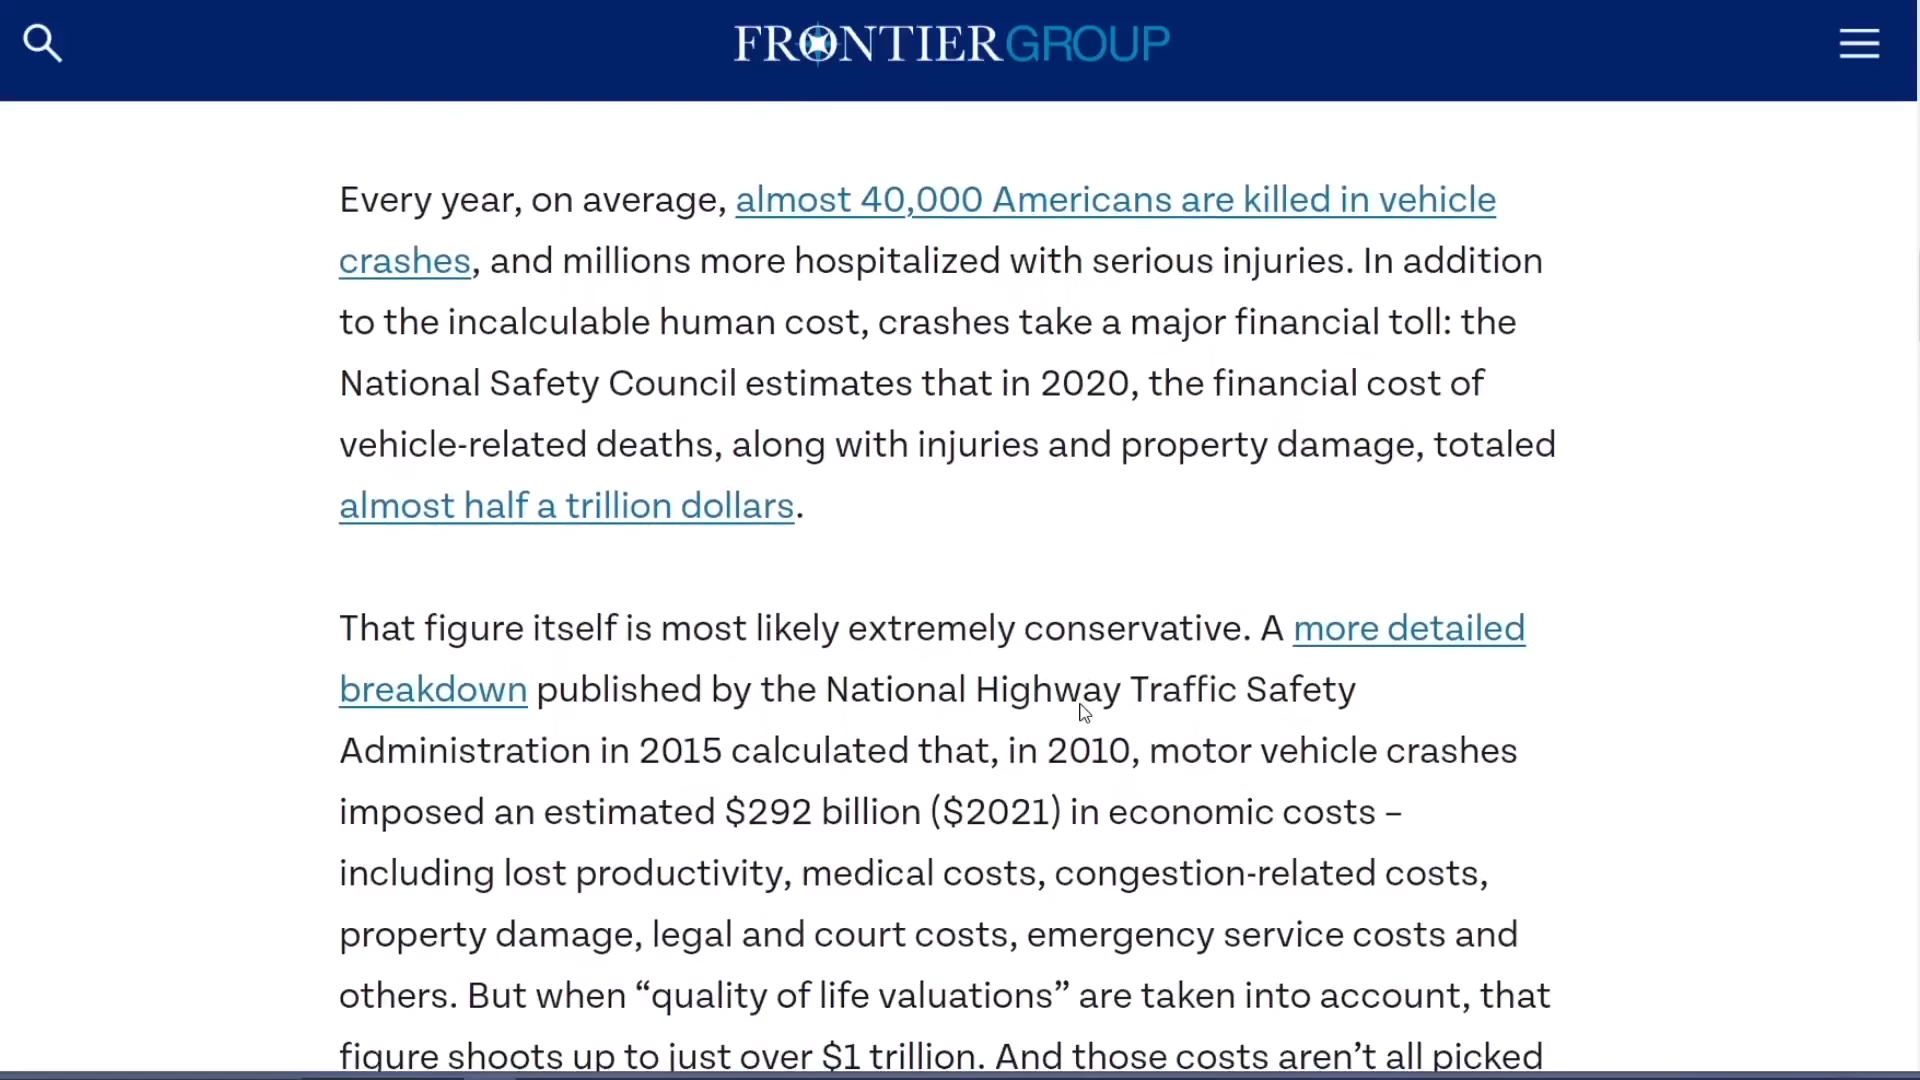 FRONTIERGROUP
Every year, on average, almost 40,000 Americans are killed in vehicle
crashes, and millions more hospitalized with serious injuries. In addition
to the incalculable human cost, crashes take a major financial toll: the
National Safety Council estimates that in 2020, the financial cost of
vehicle-related deaths, along with injuries and property damage, totaled
almost half a trillion dollars.
That figure itself is most likely extremely conservative. A more detailed
breakdown published by the National Highway Traffic Safety
Administration in 2015 calculated that, in 2010, motor vehicle crashes
imposed an estimated $292 billion ($2021) in economic costs –
including lost productivity, medical costs, congestion-related costs,
property damage, legal and court costs, emergency service costs and
others. But when “quality of life valuations” are taken into account, that
figure shoots up to just over $1 trillion. And those costs aren’t all picked